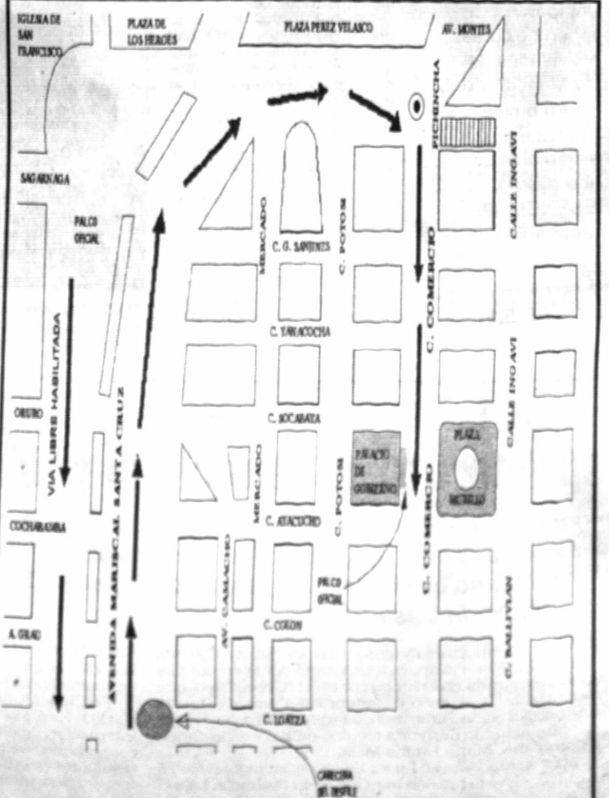 IGLESIA DE
SAN
FRANCISCO
PLAZA DE
LOS HEROES
PLAZA PEREZ VELASCO
AV. MONTES
PICHINCHA
SAGARNAGA
CALLE INGAVI
PALCO
OFICIAL
MERCADO
C. POTOSI
C. G. SANJINES
C. COMERCIO
C. YANACOCHA
VIA LIBRE HABILITADA
CALLE INGAVI
ORURO
AVENIDA MARISCAL SANTA CRUZ
C. SOCABAYA
PLAZA
MURILLO
PALACIO
DE
GOBIERNO
MERCADO
C. POTOSI
C. COMERCIO
COCHABAMBA
C. AYACUCHO
AV. CAMACHO
PALCO
OFICIAL
C. BALLIVIAN
A. GRAU
C. COLON
C. LOAYZA
CABECERA
DEL DESFILE